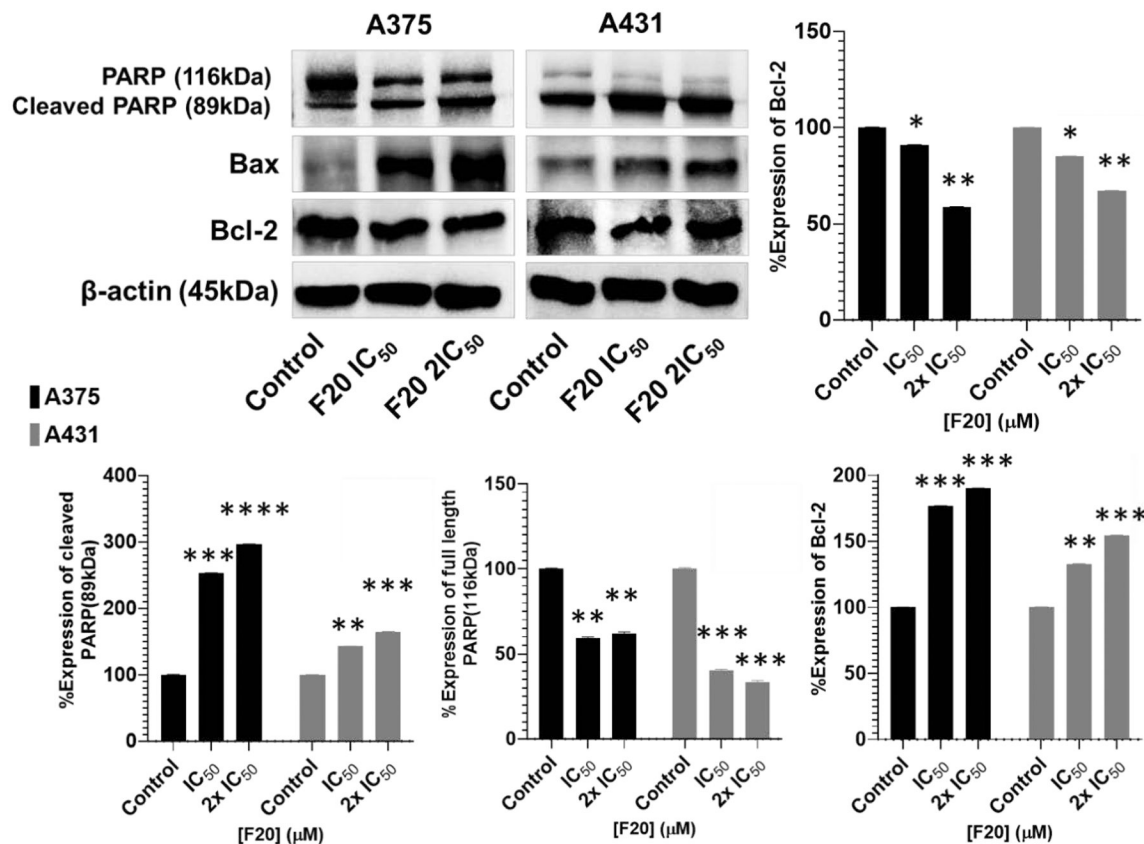 A375
A431
PARP (116kDa)
Cleaved PARP (89kDa)
Bax
Bcl-2
β-actin (45kDa)
Control
F20 IC50
F20 2IC50
Control
F20 IC50
F20 2IC50
%Expression of Bcl-2
150
100
50
0
*
**
*
**
Control
IC50
2x IC50
Control
IC50
2x IC50
[F20] (μM)
A375
A431
%Expression of cleaved
PARP(89kDa)
400
300
200
100
0
***
****
**
***
Control
IC50
2x IC50
Control
IC50
2x IC50
[F20] (μM)
%Expression of full length
PARP(116kDa)
150
100
50
0
**
**
***
***
Control
IC50
2x IC50
Control
IC50
2x IC50
[F20] (μM)
%Expression of Bcl-2
200
150
100
50
0
***
***
**
***
Control
IC50
2x IC50
Control
IC50
2x IC50
[F20] (μM)